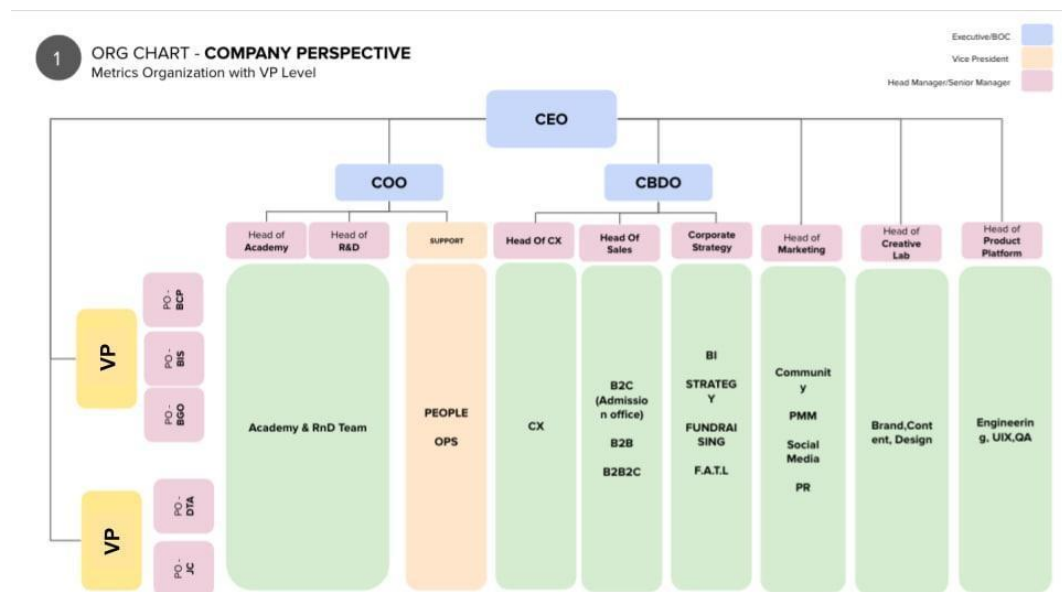 1
ORG CHART - COMPANY PERSPECTIVE
Metrics Organization with VP Level
Executive/BOC
Vice President
Head Manager/Senior Manager
CEO
COO
CBDO
Head of
Academy
Head of
R&D
SUPPORT
Head Of CX
Head Of
Sales
Corporate
Strategy
Head of
Marketing
Head of
Creative
Lab
Head of
Product
Platform
VP
PO -
BCP
PO -
BIS
PO -
BGO
VP
PO -
DTA
PO -
JC
Academy & RnD Team
PEOPLE
OPS
CX
B2C
(Admissio
n office)
B2B
B2B2C
BI
STRATEG
Y
FUNDRAI
SING
F.A.T.L
Communit
y
PMM
Social
Media
PR
Brand,Cont
ent, Design
Engineerin
g, UIX,QA